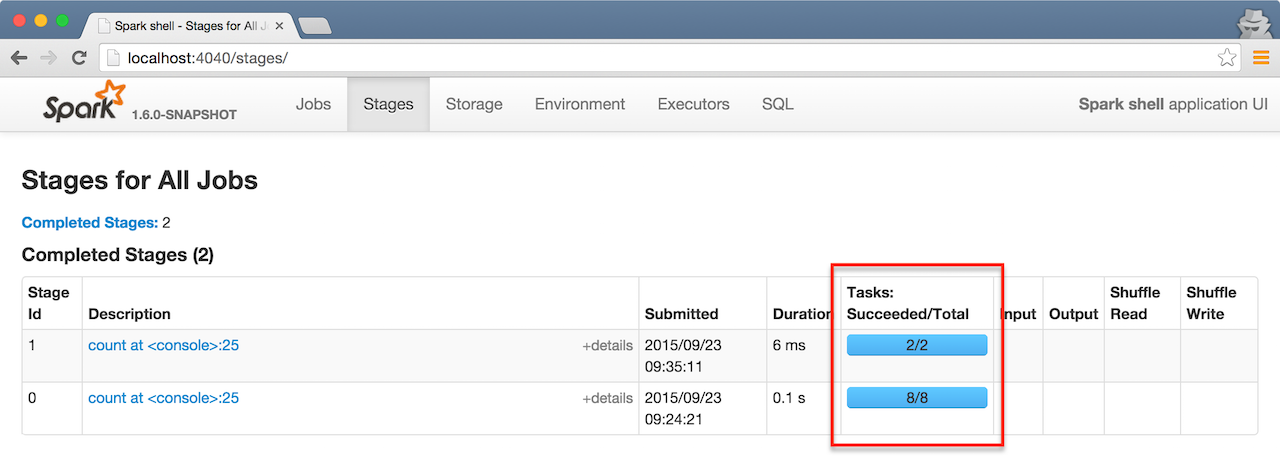 Spark shell - Stages for All J
localhost:4040/stages/
Spark 1.6.0-SNAPSHOT Jobs Stages Storage Environment Executors SQL Spark shell application UI
Stages for All Jobs
Completed Stages: 2
Completed Stages (2)
Stage Id Description Submitted Duration Tasks: Succeeded/Total Input Output Shuffle Read Shuffle Write
1 count at <console>:25 +details 2015/09/23 09:35:11 6 ms 2/2
0 count at <console>:25 +details 2015/09/23 09:24:21 0.1 s 8/8